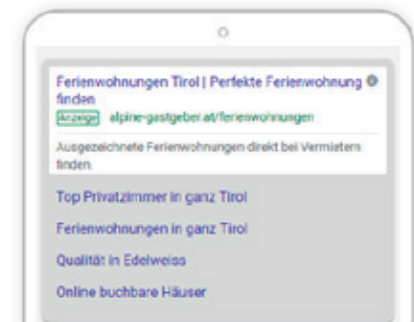 Ferienwohnungen Tirol | Perfekte Ferienwohnung
finden
Anzeige alpine-gastgeber.at/ferienwohnungen
Ausgezeichnete Ferienwohnungen direkt bei Vermietern
finden.
Top Privatzimmer in ganz Tirol
Ferienwohnungen in ganz Tirol
Qualität in Edelweiss
Online buchbare Häuser